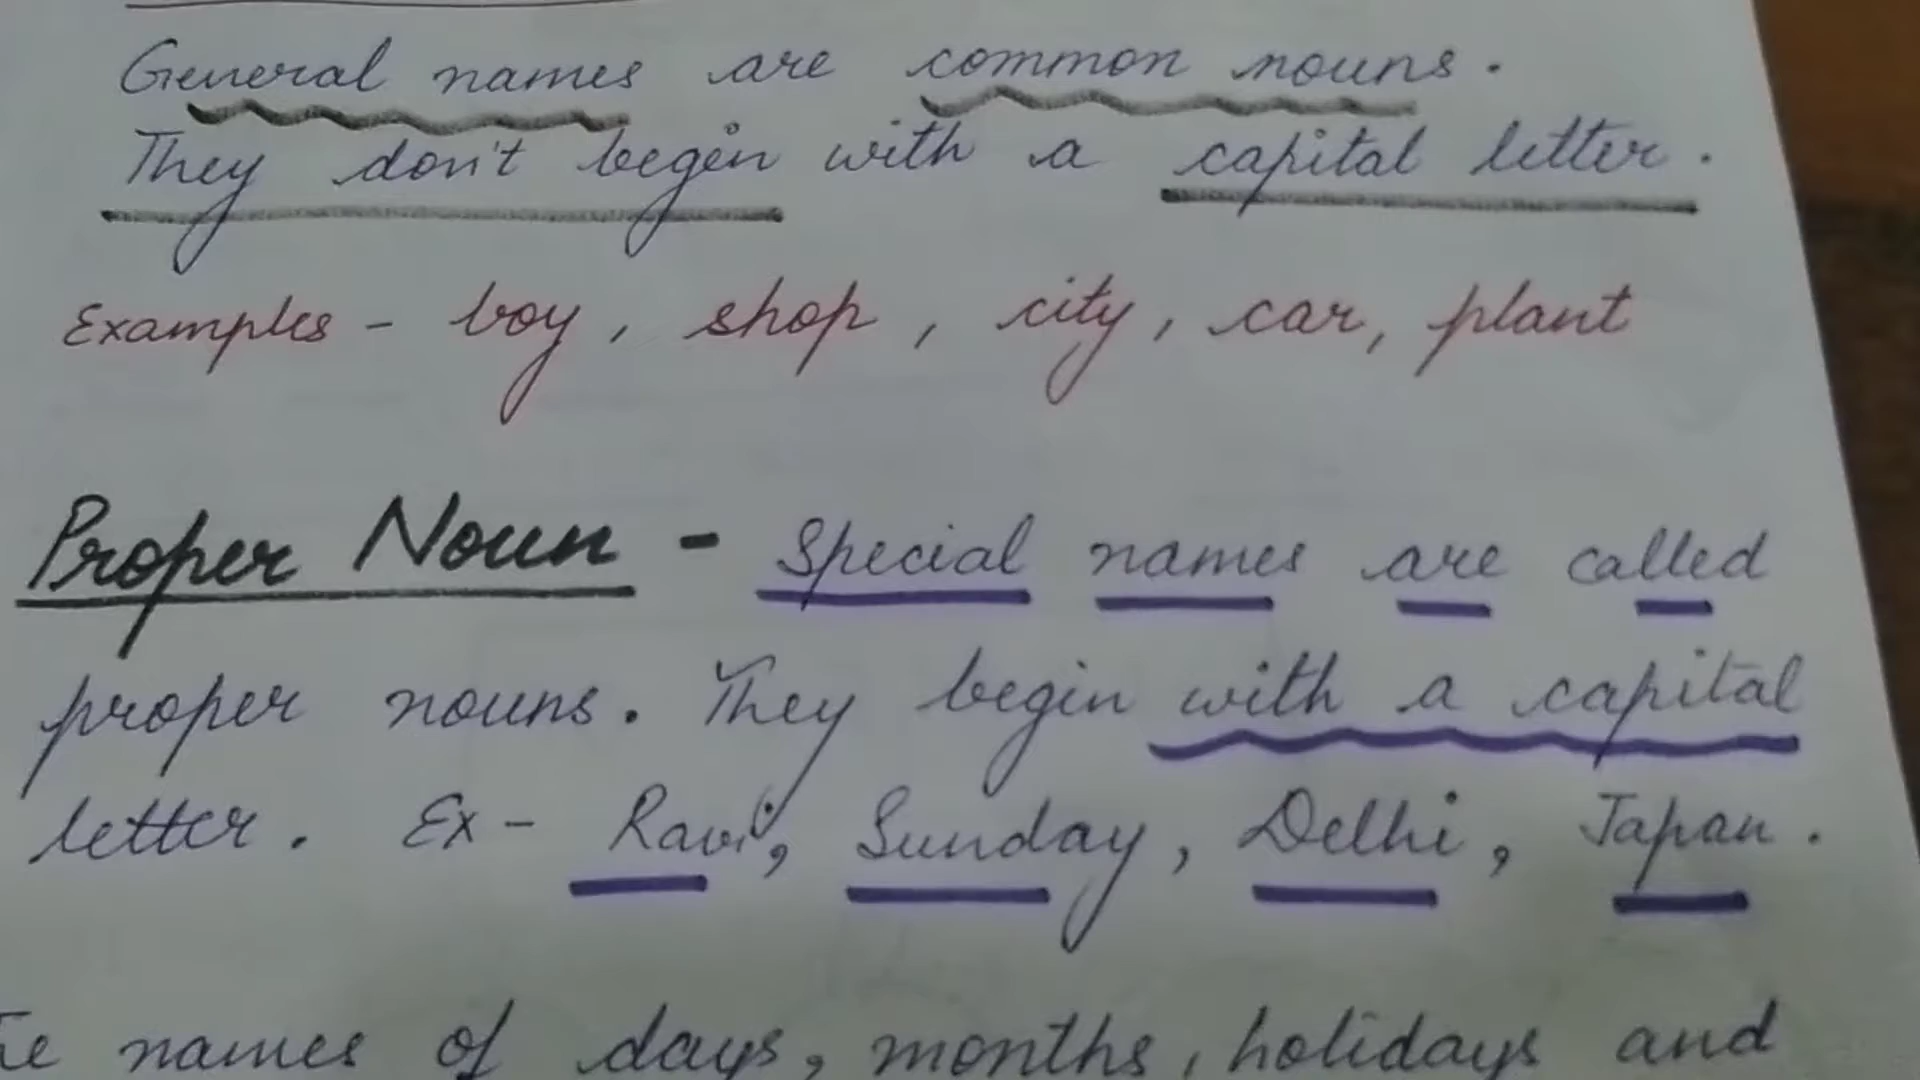 General names are common nouns.
They don't begin with a capital letter.
Examples - boy, shop, city, car, plant
Proper Noun - Special names are called
proper nouns. They begin with a capital
letter. Ex - Ravi, Sunday, Delhi, Japan.
names of days, months, holidays and